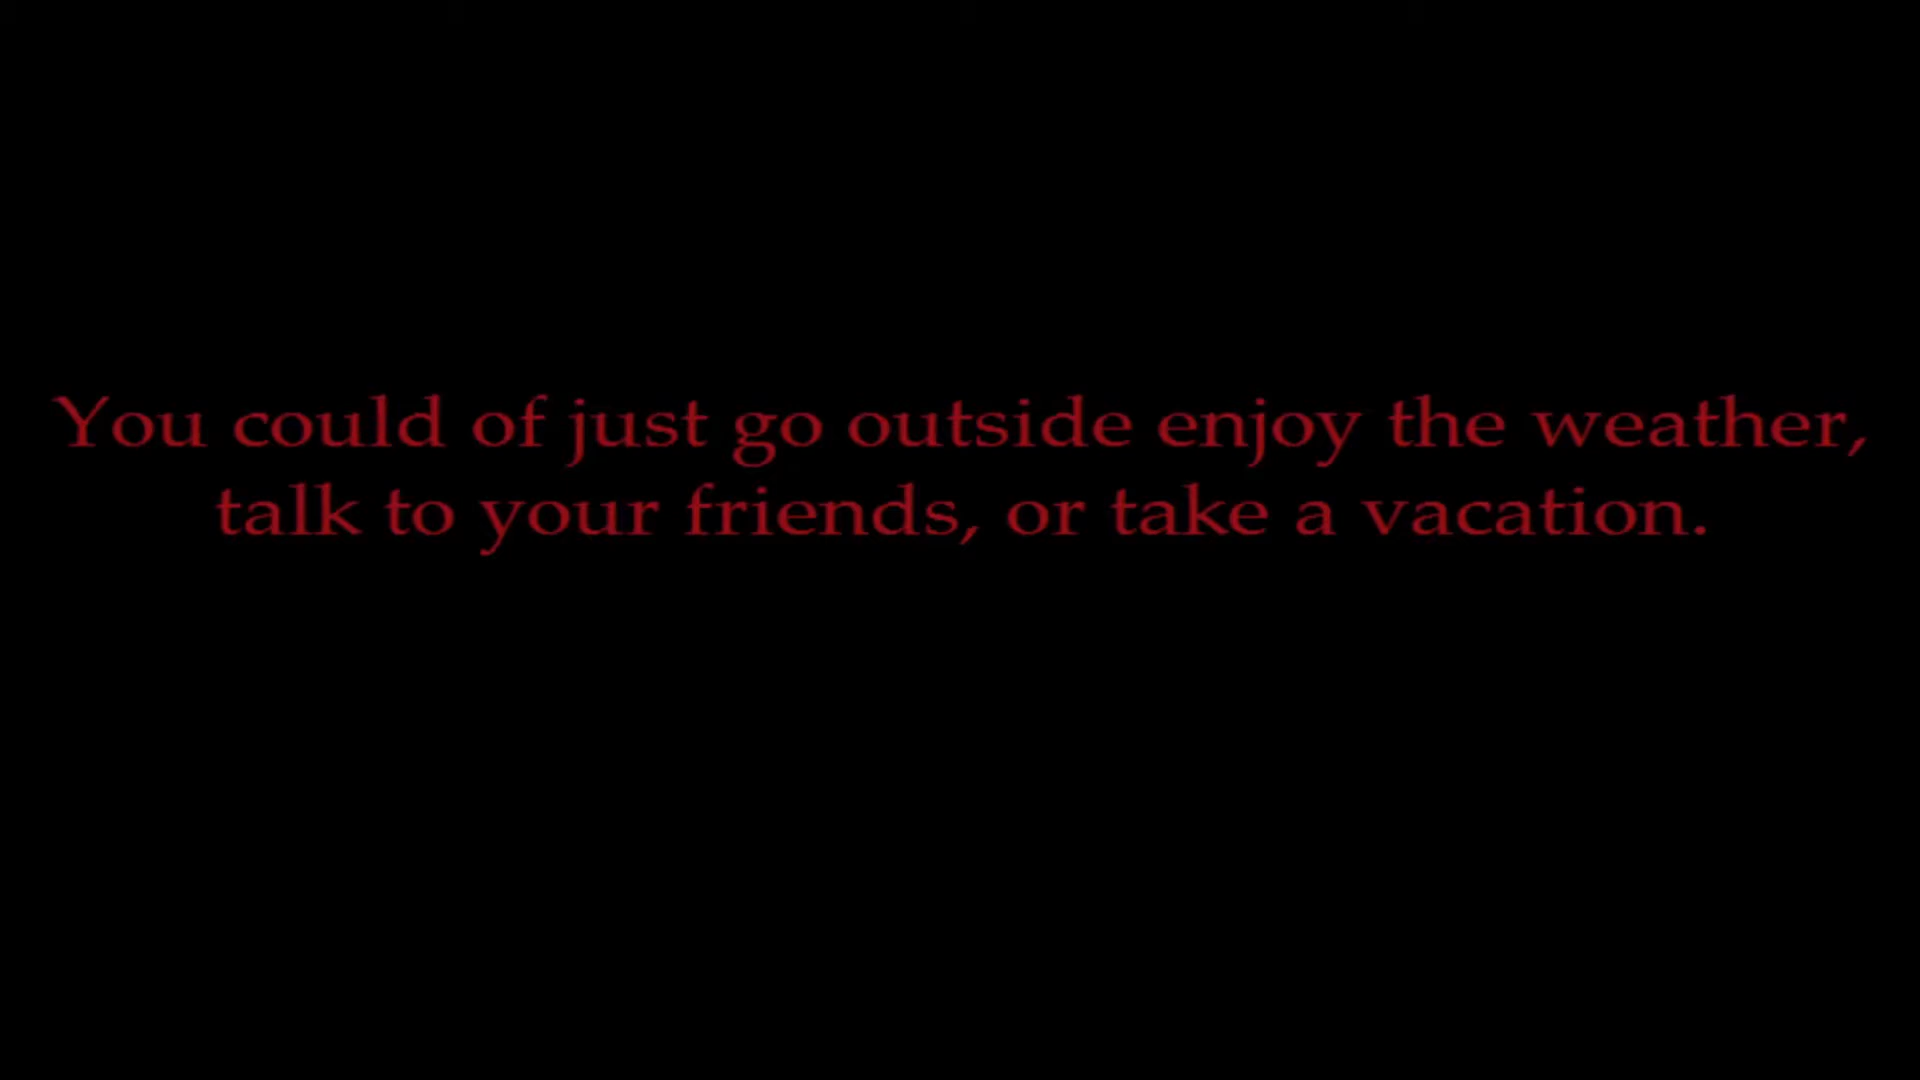 You could of just go outside enjoy the weather,
talk to your friends, or take a vacation.